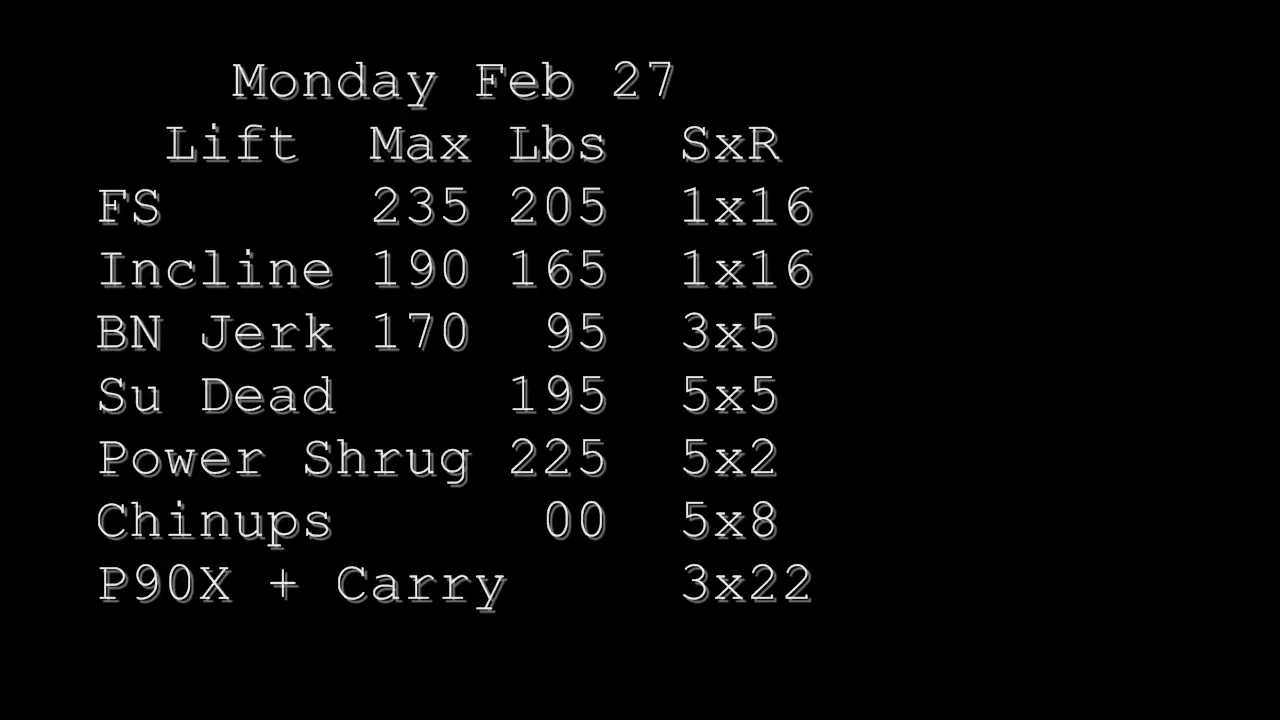 Monday Feb 27
Lift Max Lbs SxR
FS 235 205 1x16
Incline 190 165 1x16
BN Jerk 170 95 3x5
Su Dead 195 5x5
Power Shrug 225 5x2
Chinups 00 5x8
P90X + Carry 3x22